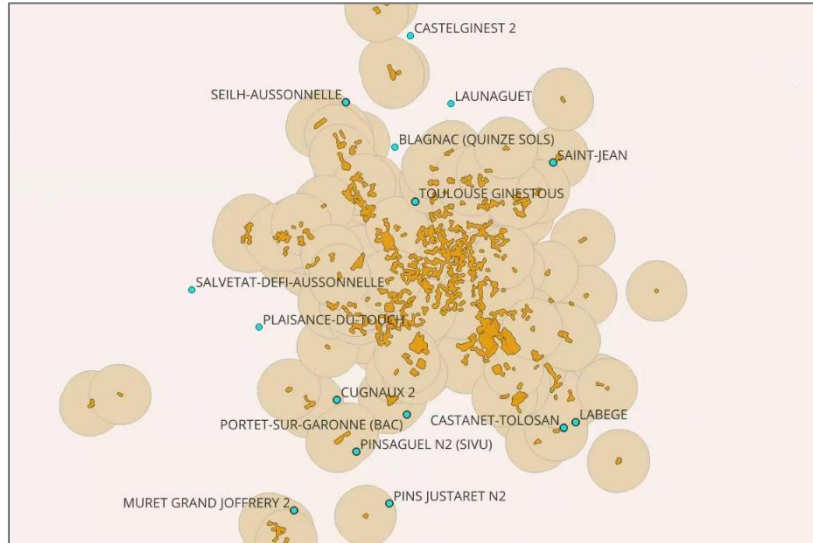 CASTELGINEST 2
SEILH-AUSSONNELLE
LAUNAGUET
BLAGNAC (QUINZE SOLS)
SAINT-JEAN
TOULOUSE GINESTOUS
SALVETAT-DEFI-AUSSONNELLE
PLAISANCE-DU-TOUCH
CUGNAUX 2
PORTET-SUR-GARONNE (BAC)
CASTANET-TOLOSAN
LABEGE
PINSAGUEL N2 (SIVU)
MURET GRAND JOFFRERY 2
PINS JUSTARET N2